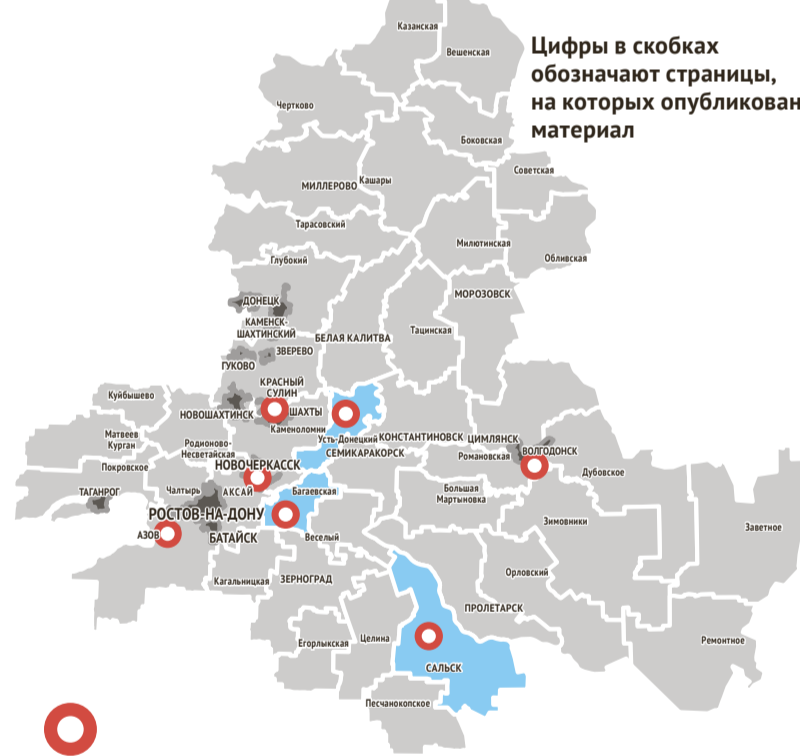 Цифры в скобках
обозначают страницы,
на которых опубликован
материал
Казанская
Вешенская
Чертково
Боковская
Советская
МИЛЛЕРОВО
Кашары
Тарасовский
Милютинская
Обливская
Глубокий
МОРОЗОВСК
ДОНЕЦК
КАМЕНСК-
ШАХТИНСКИЙ
Тацинская
БЕЛАЯ КАЛИТВА
ЗВЕРЕВО
ГУКОВО
КРАСНЫЙ
СУЛИН
Куйбышево
НОВОШАХТИНСК
ШАХТЫ
Каменоломни
Матвеев
Курган
Родионово-
Несветайская
Усть-Донецкий
КОНСТАНТИНОВСК
ЦИМЛЯНСК
СЕМИКАРАКОРСК
Романовская
ВОЛГОДОНСК
Покровское
НОВОЧЕРКАССК
Дубовское
ТАГАНРОГ
Чалтырь
АКСАЙ
Багаевская
Большая
Мартыновка
РОСТОВ-НА-ДОНУ
Зимовники
Заветное
АЗОВ
БАТАЙСК
Веселый
Кагальницкая
ЗЕРНОГРАД
Орловский
ПРОЛЕТАРСК
Егорлыкская
Целина
Ремонтное
САЛЬСК
Песчанокопское